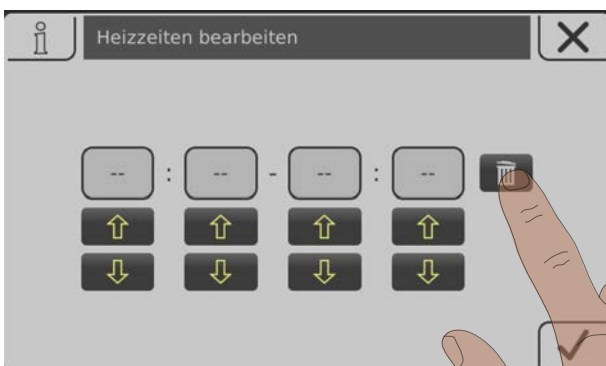 i
Heizzeiten bearbeiten
-- : -- - -- : --